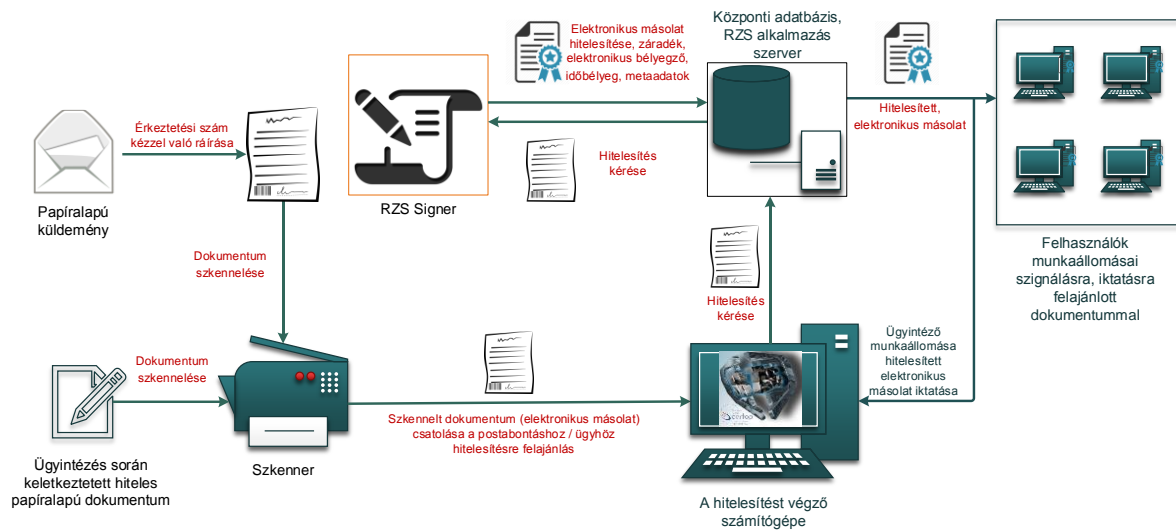 Elektronikus másolat
hitelesítése, záradék,
elektronikus bélyegző,
időbélyeg, metaadatok
Központi adatbázis,
RZS alkalmazás
szerver
Érkeztetési szám
kézzel való ráírása
Hitelesített,
elektronikus másolat
Hitelesítés
kérése
Papíralapú
küldemény
RZS Signer
Felhasználók
munkaállomásai
szignálásra, iktatásra
felajánlott
dokumentummal
Dokumentum
szkennelése
Hitelesítés
kérése
Ügyintéző
munkaállomása
hitelesített
elektronikus
másolat iktatása
Dokumentum
szkennelése
Szkennelt dokumentum (elektronikus másolat)
csatolása a postabontáshoz / ügyhöz
hitelesítésre felajánlás
Ügyintézés során
keletkeztetett hiteles
papíralapú dokumentum
Szkenner
A hitelesítést végző
számítógépe